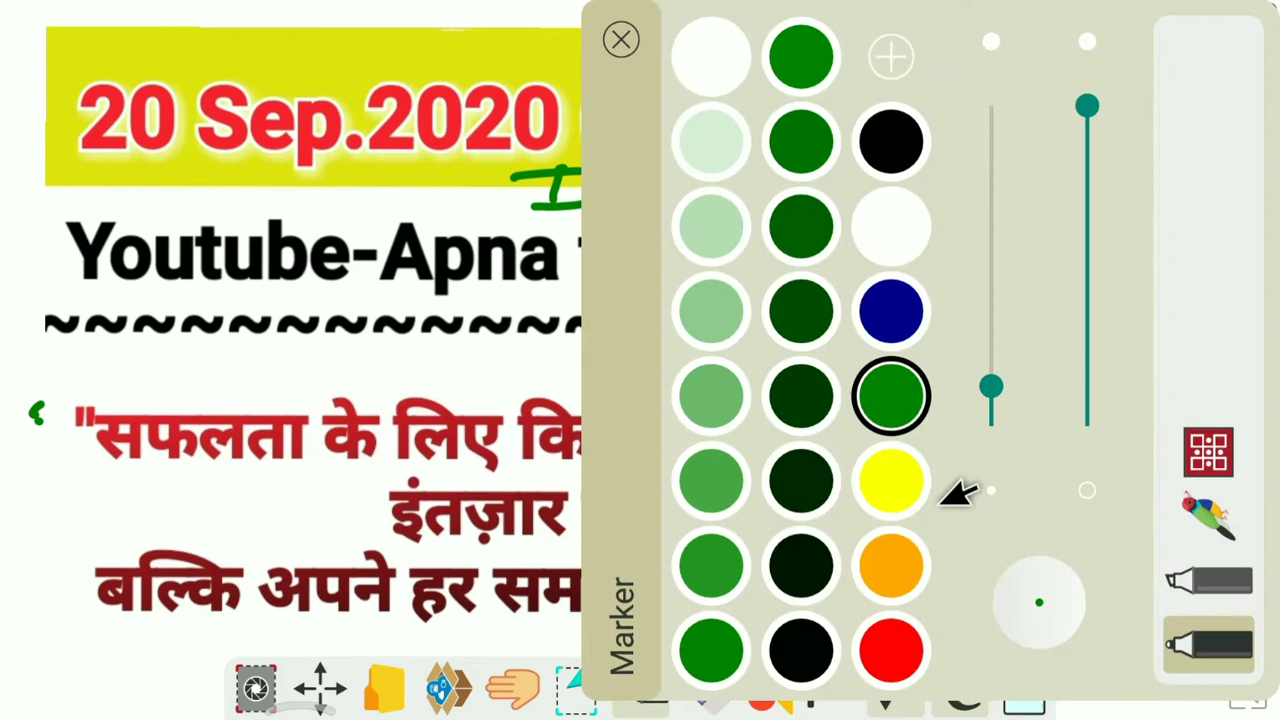 20 Sep.2020
Youtube-Apna
~~~~~~~~~~~~~~
"सफलता के लिए कि
इंतज़ार
बल्कि अपने हर सम
Marker